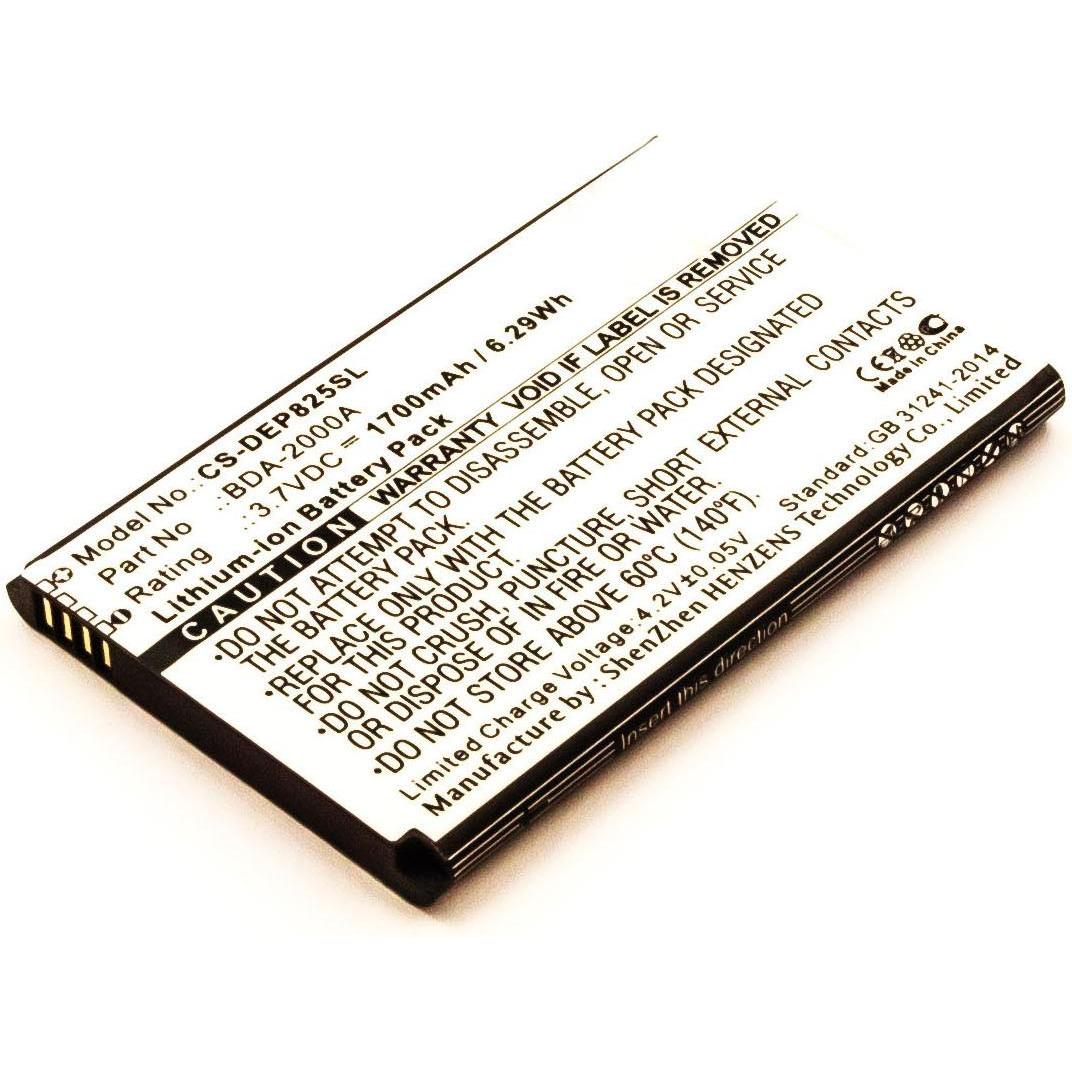 Model No.: CS-DEP825SL
Part No : BDA-2000A
Rating : 3.7VDC ⎓ 1700mAh / 6.29Wh
Lithium-ion Battery Pack
CAUTION WARRANTY VOID IF LABEL IS REMOVED
•DO NOT ATTEMPT TO DISASSEMBLE, OPEN OR SERVICE
THE BATTERY PACK.
•REPLACE ONLY WITH THE BATTERY PACK DESIGNATED
FOR THIS PRODUCT.
•DO NOT CRUSH, PUNCTURE, SHORT EXTERNAL CONTACTS
OR DISPOSE OF IN FIRE OR WATER.
•DO NOT STORE ABOVE 60°C (140°F)
CE
Made in China
Limited Charge Voltage:4.2V±0.05V Standard:GB 31241-2014
Manufacture by : ShenZhen HENZENS Technology Co., Limited
Insert this direction